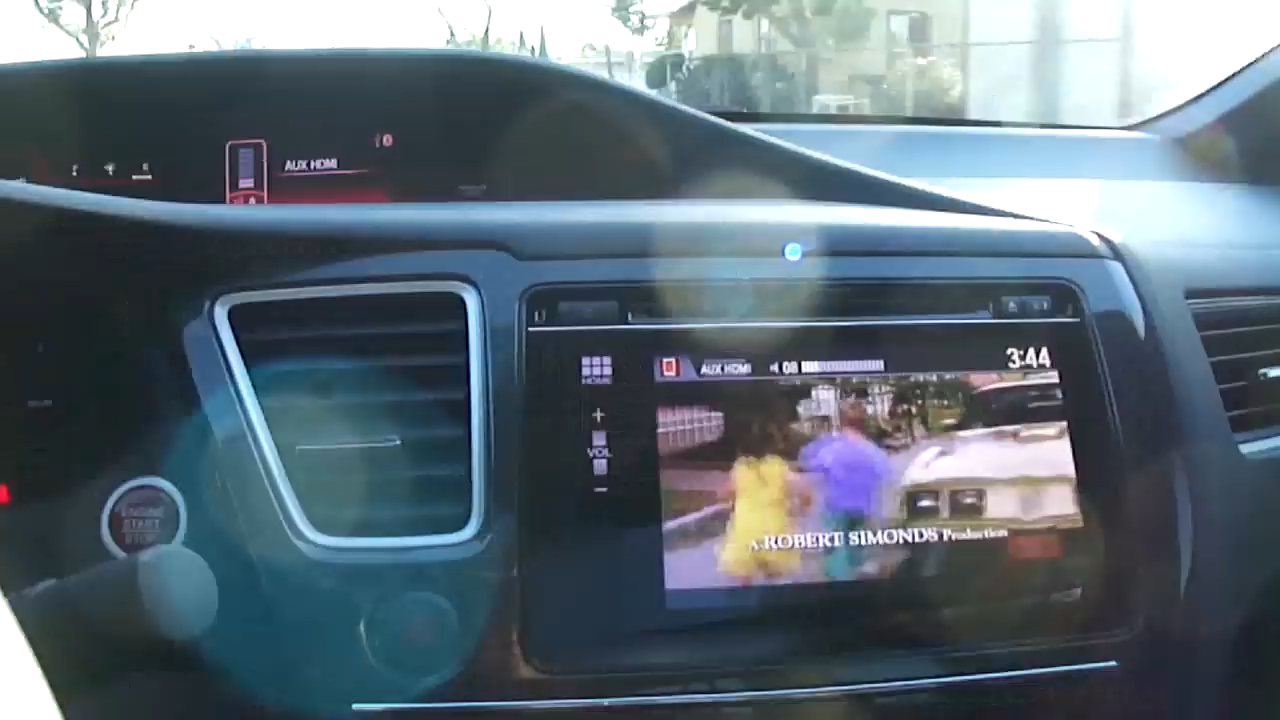 AUX HDMI
AUX HDMI
08
3:44
HOME
+
VOL
-
ENGINE
START
STOP
A ROBERT SIMONDS Production